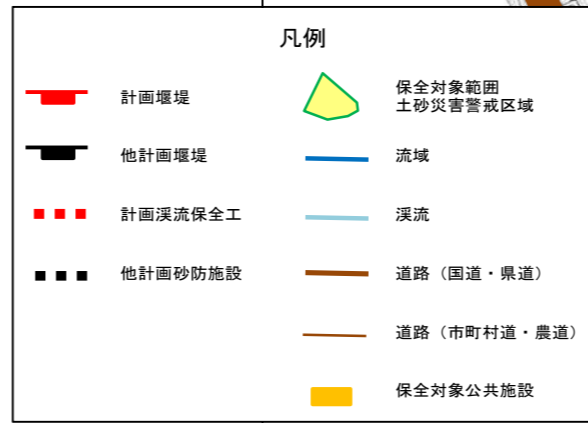 凡例
計画堰堤
他計画堰堤
計画渓流保全工
他計画砂防施設
保全対象範囲
土砂災害警戒区域
流域
渓流
道路（国道・県道）
道路（市町村道・農道）
保全対象公共施設